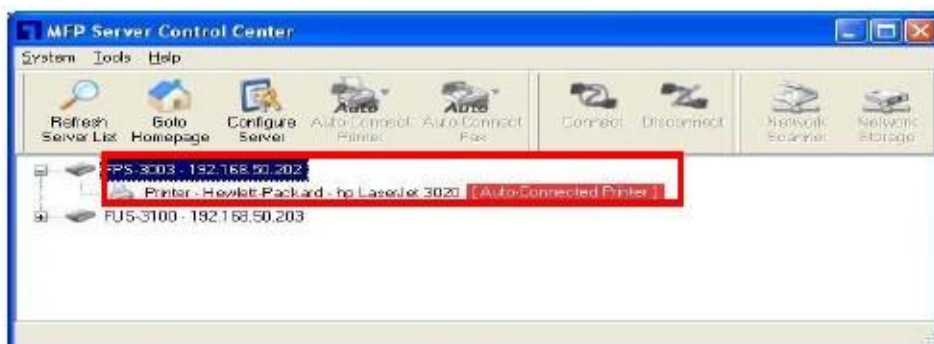 MFP Server Control Center
System Tools Help
Refresh Server List
Goto Homepage
Configure Server
Auto
Auto-Connect Printer
Auto
Auto-Connect Fax
Connect
Disconnect
Network Scanner
Network Storage
FPS-3003 - 192.168.50.202
Printer - Hewlett-Packard - hp LaserJet 3020 [ Auto-Connected Printer ]
FUS-3100 - 192.168.50.203